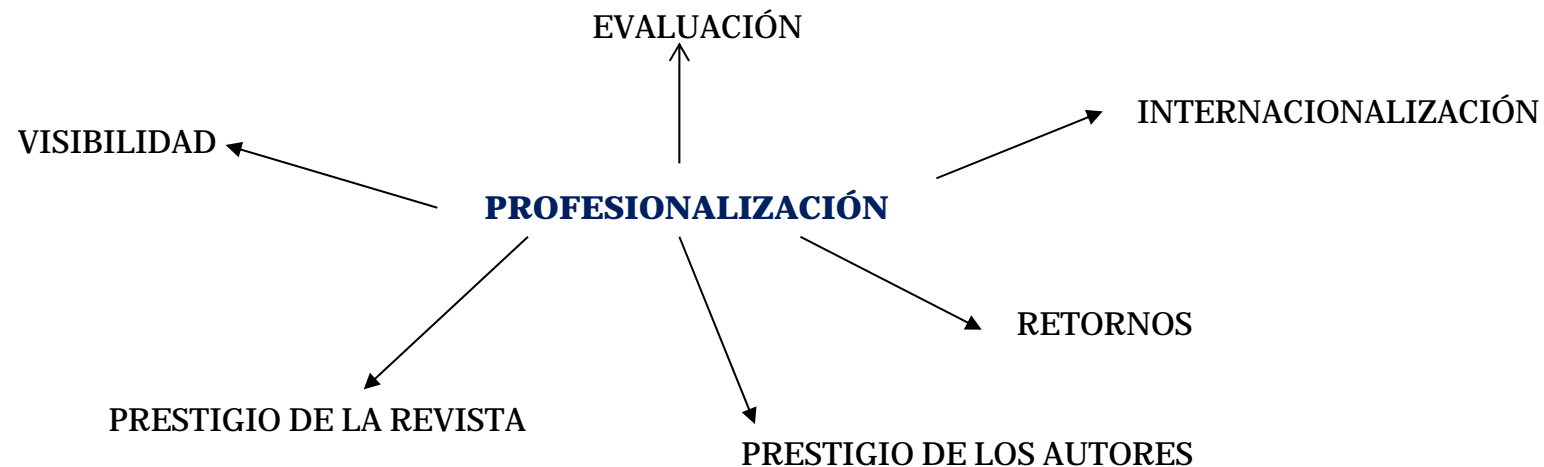 EVALUACIÓN
INTERNACIONALIZACIÓN
VISIBILIDAD
PROFESIONALIZACIÓN
RETORNOS
PRESTIGIO DE LA REVISTA
PRESTIGIO DE LOS AUTORES